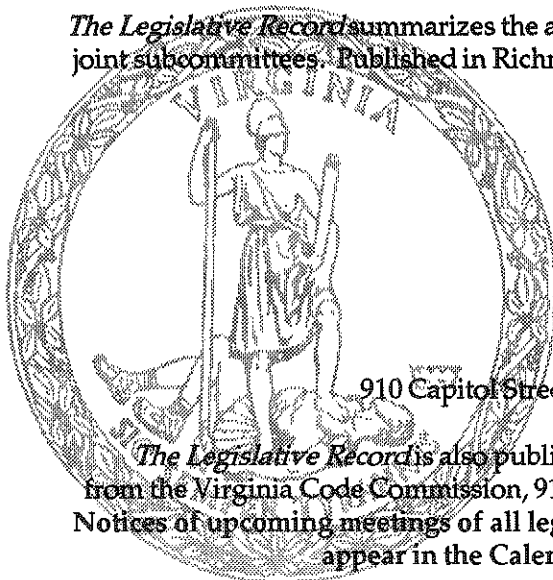 The Legislative Record summarizes the a
joint subcommittees. Published in Richm
VIRGINIA
910 Capitol Stree
The Legislative Record is also publi
from the Virginia Code Commission, 91
Notices of upcoming meetings of all leg
appear in the Calen